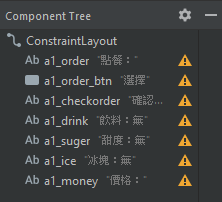 Component Tree
ConstraintLayout
Ab a1_order "點餐："
a1_order_btn "選擇"
Ab a1_checkorder "確認...
Ab a1_drink "飲料：無"
Ab a1_suger "甜度：無"
Ab a1_ice "冰塊：無"
Ab a1_money "價格："